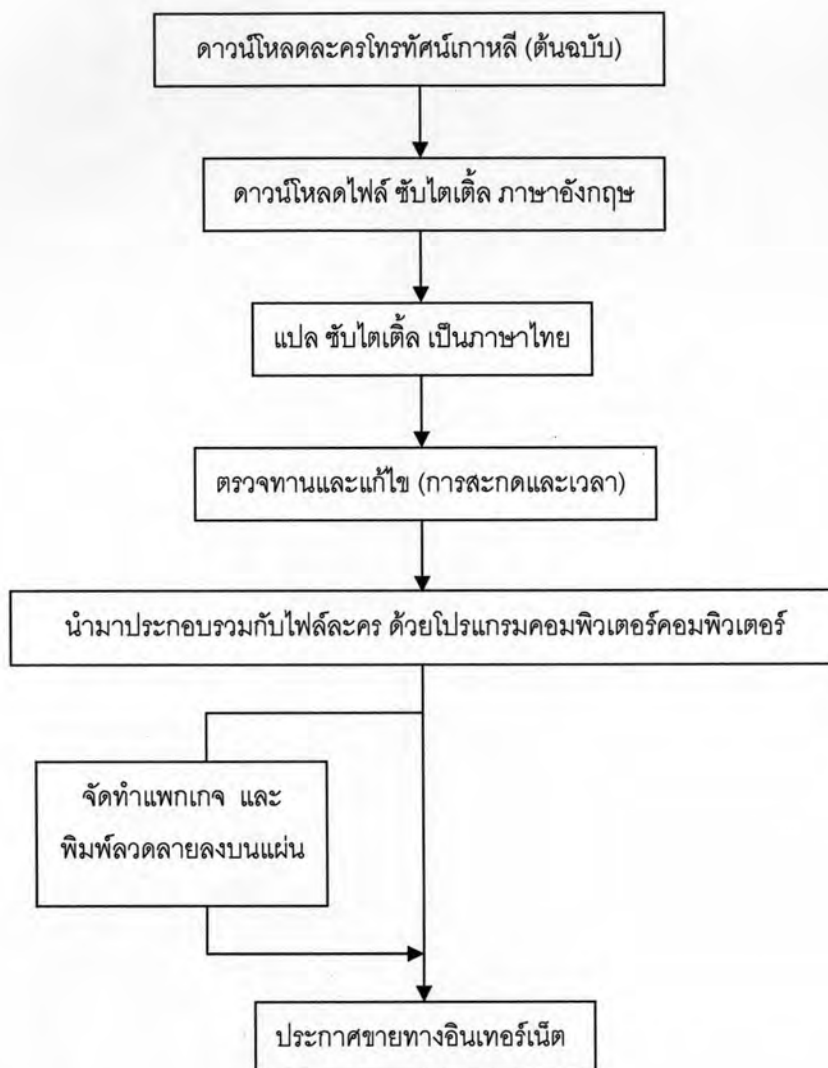 ดาวน์โหลดละครโทรทัศน์เกาหลี (ต้นฉบับ)
ดาวน์โหลดไฟล์ ซับไตเติ้ล ภาษาอังกฤษ
แปล ซับไตเติ้ล เป็นภาษาไทย
ตรวจทานและแก้ไข (การสะกดและเวลา)
นำมาประกอบรวมกับไฟล์ละคร ด้วยโปรแกรมคอมพิวเตอร์คอมพิวเตอร์
จัดทำแพกเกจ และ
พิมพ์ลวดลายลงบนแผ่น
ประกาศขายทางอินเทอร์เน็ต